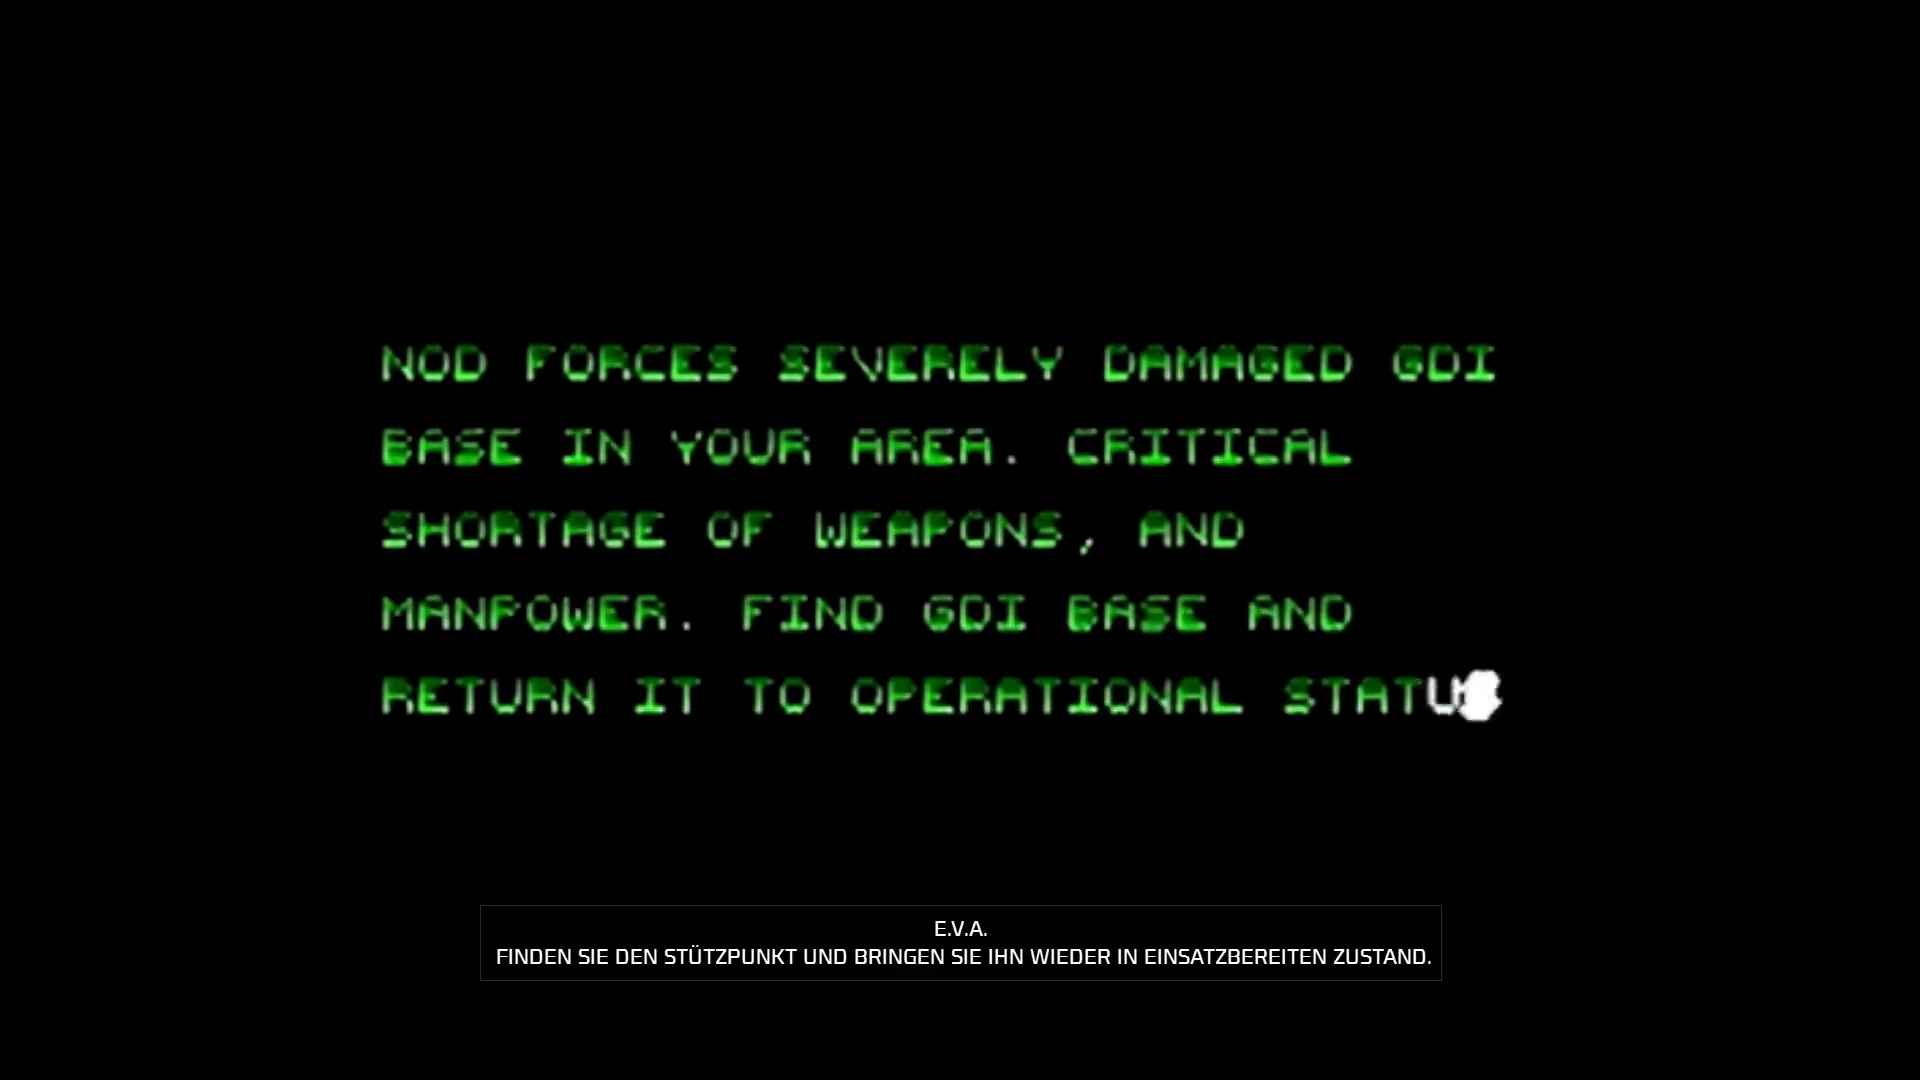 NOD FORCES SEVERELY DAMAGED GDI
BASE IN YOUR AREA. CRITICAL
SHORTAGE OF WEAPONS, AND
MANPOWER. FIND GDI BASE AND
RETURN IT TO OPERATIONAL STATU
E.V.A.
FINDEN SIE DEN STÜTZPUNKT UND BRINGEN SIE IHN WIEDER IN EINSATZBEREITEN ZUSTAND.